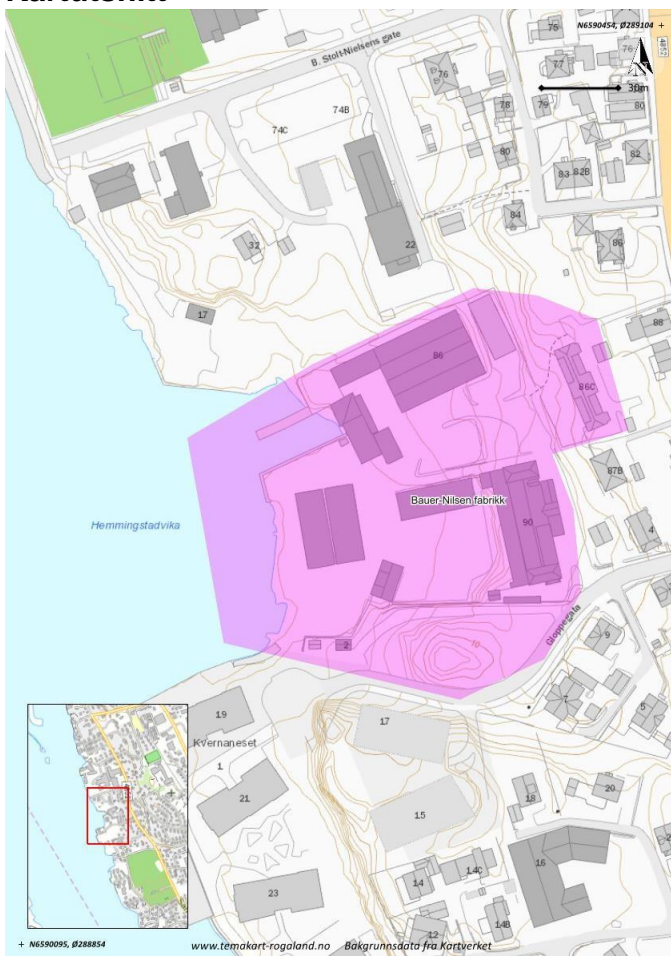 N6590454, Ø289104 +
75
B. Stolt-Nielsens gate
4852
77
76
76
30m
78
79
80
74B
74C
80
82
83
82B
84
32
22
86
17
88
86
86C
87B
Bauer-Nilsen fabrikk
90
4
Hemmingstadvika
Gloppegata
9
2
7
5
19
17
Kvernaneset
1
21
15
20
18
14C
16
14
23
14B
12
+ N6590095, Ø288854
www.temakart-rogaland.no Bakgrunnsdata fra Kartverket